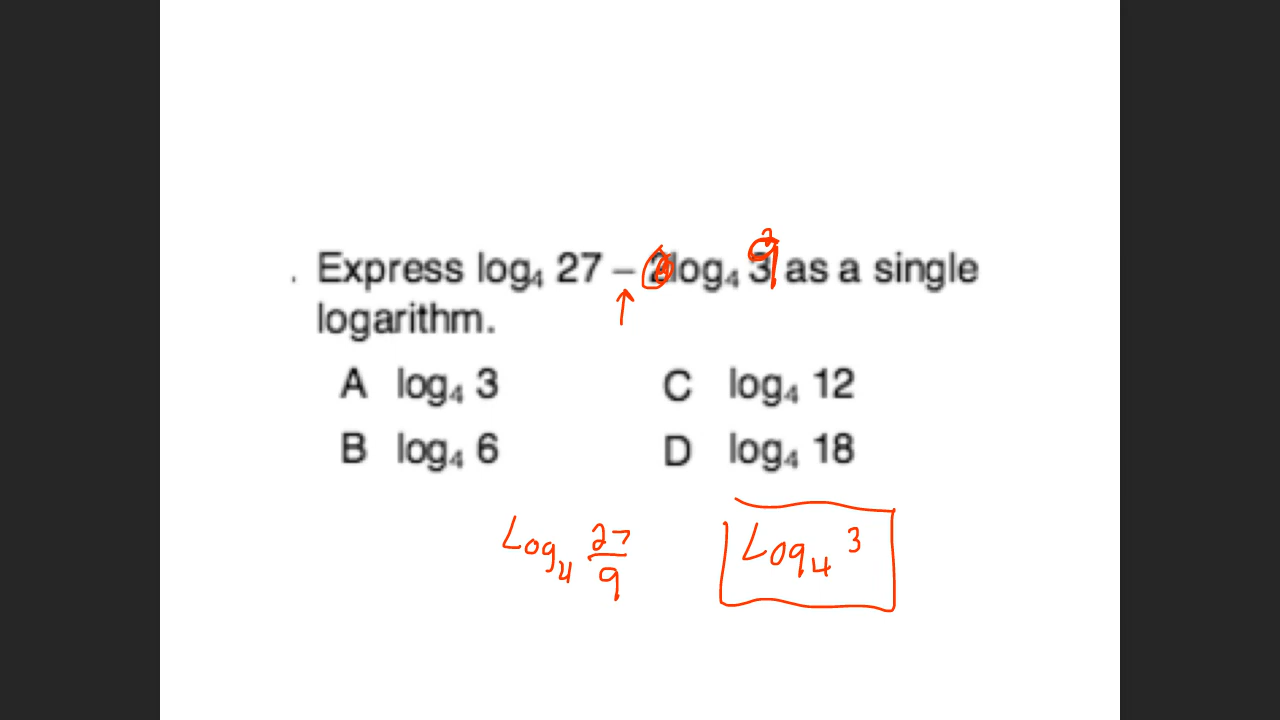 . Express log₄ 27 – 2log₄ 3 as a single
2
9
logarithm.
A log₄ 3 C log₄ 12
B log₄ 6 D log₄ 18
Log₄ 27/9 Log₄ 3